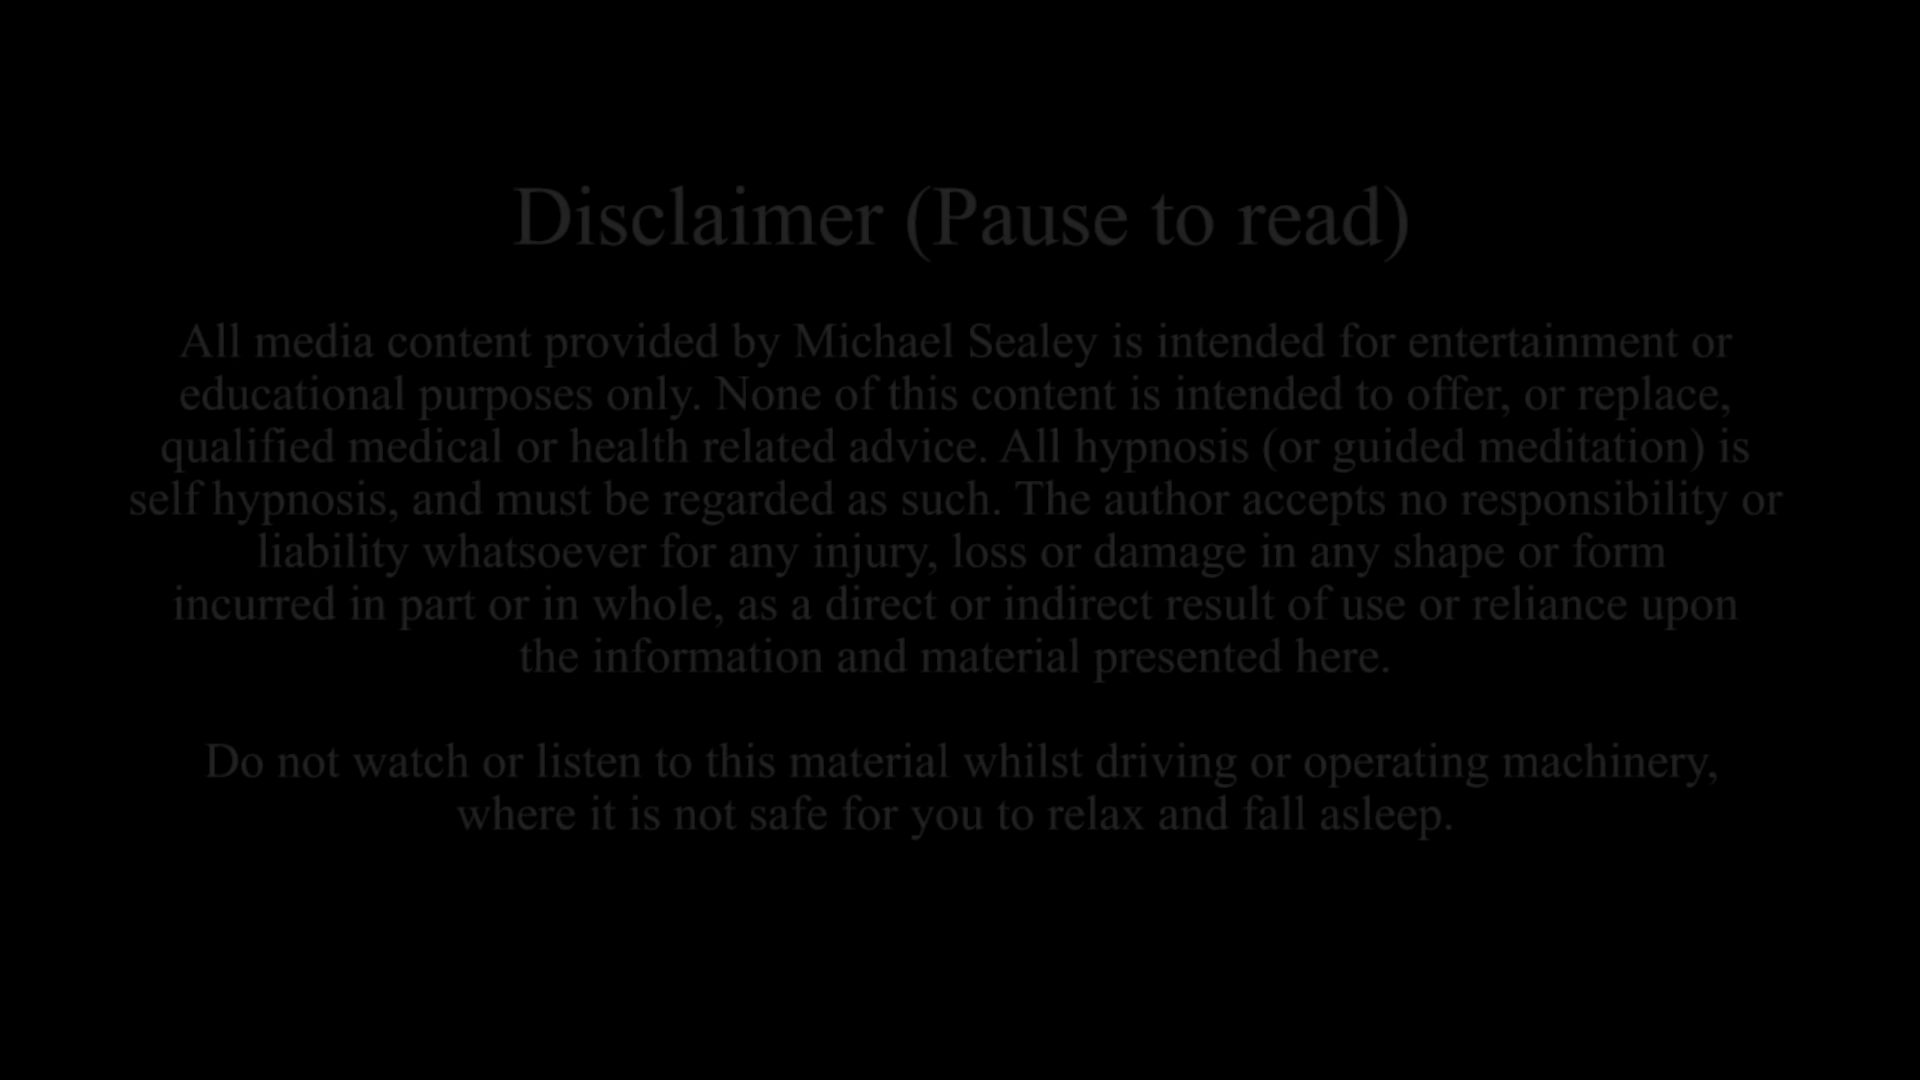 Disclaimer (Pause to read)
All media content provided by Michael Sealey is intended for entertainment or
educational purposes only. None of this content is intended to offer, or replace,
qualified medical or health related advice. All hypnosis (or guided meditation) is
self hypnosis, and must be regarded as such. The author accepts no responsibility or
liability whatsoever for any injury, loss or damage in any shape or form
incurred in part or in whole, as a direct or indirect result of use or reliance upon
the information and material presented here.
Do not watch or listen to this material whilst driving or operating machinery,
where it is not safe for you to relax and fall asleep.